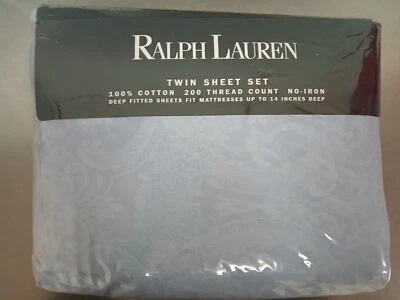 RALPH LAUREN
TWIN SHEET SET
100% COTTON 200 THREAD COUNT NO-IRON
DEEP FITTED SHEETS FIT MATTRESSES UP TO 14 INCHES DEEP